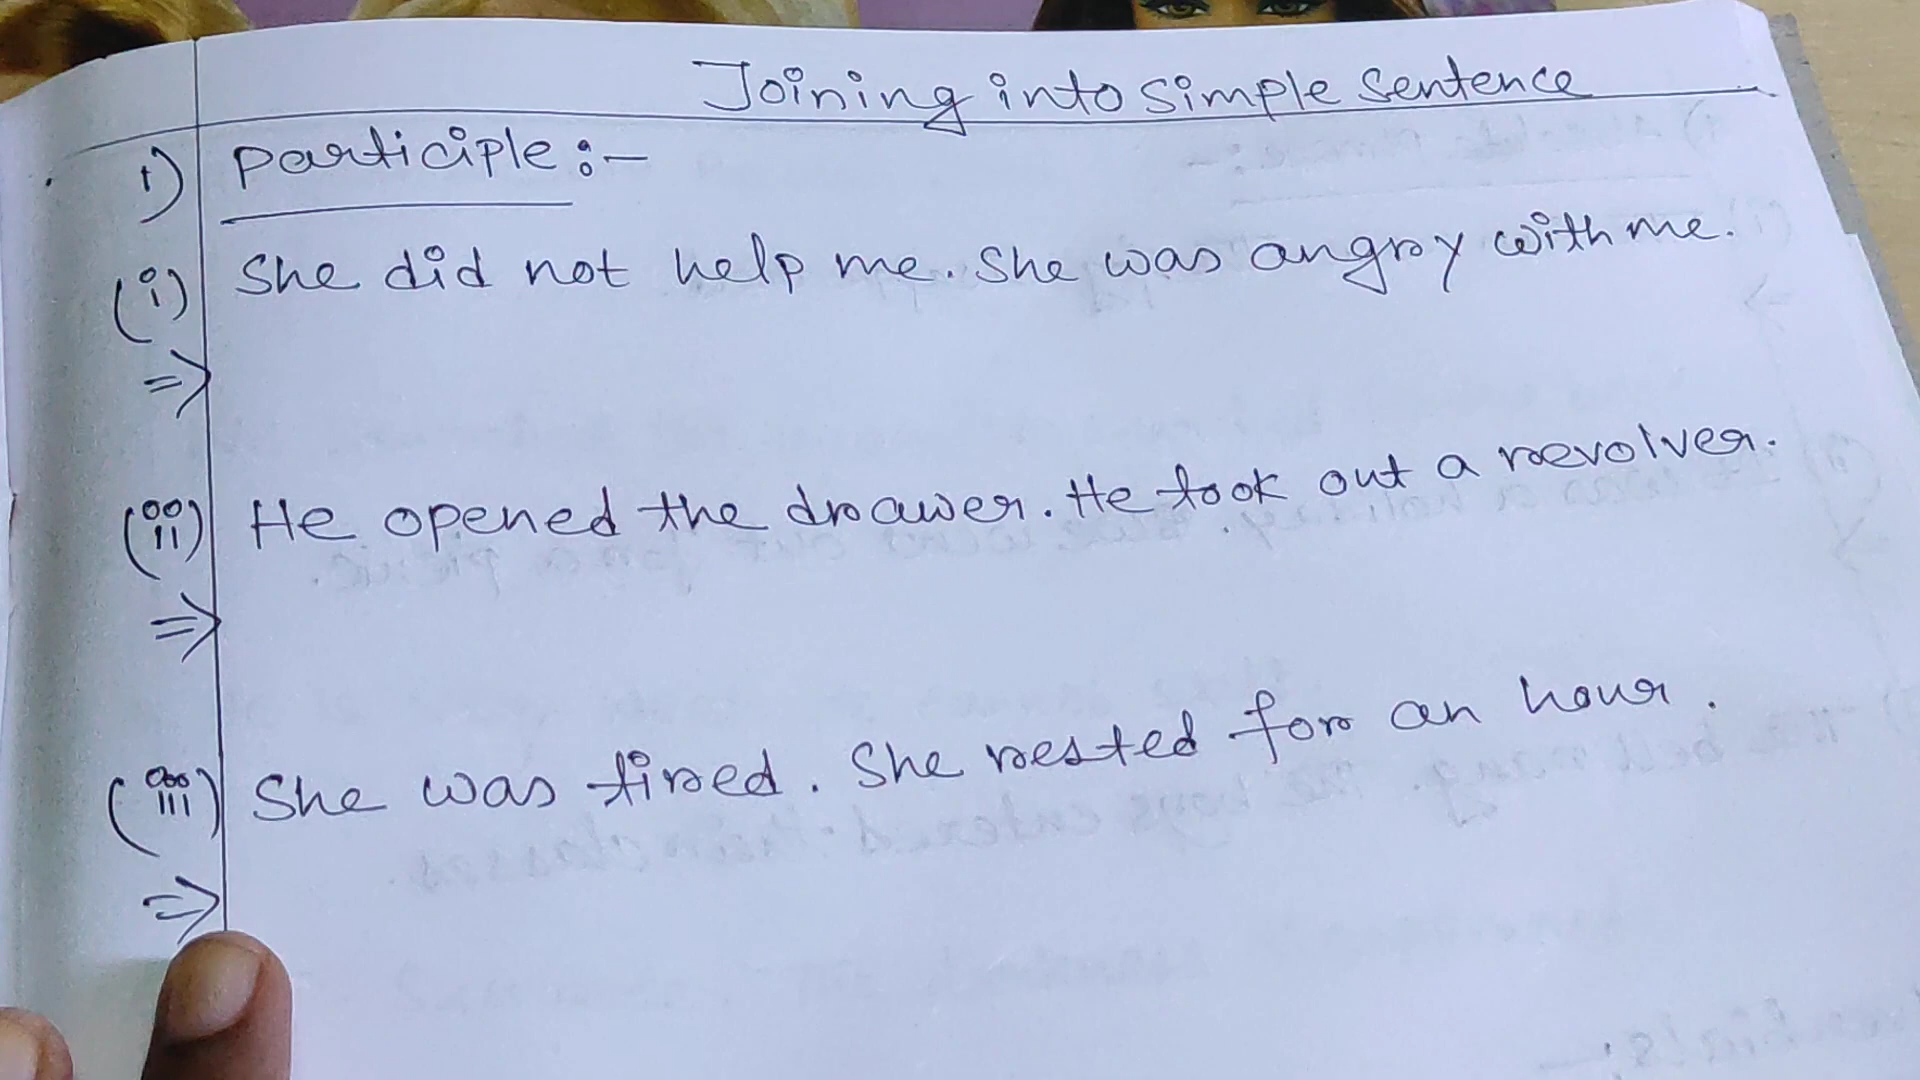 Joining into simple sentence
1) Participle :-
(i) She did not help me. She was angry with me.
⇒
(ii) He opened the drawer. He took out a revolver.
⇒
(iii) She was tired. She rested for an hour.
⇒